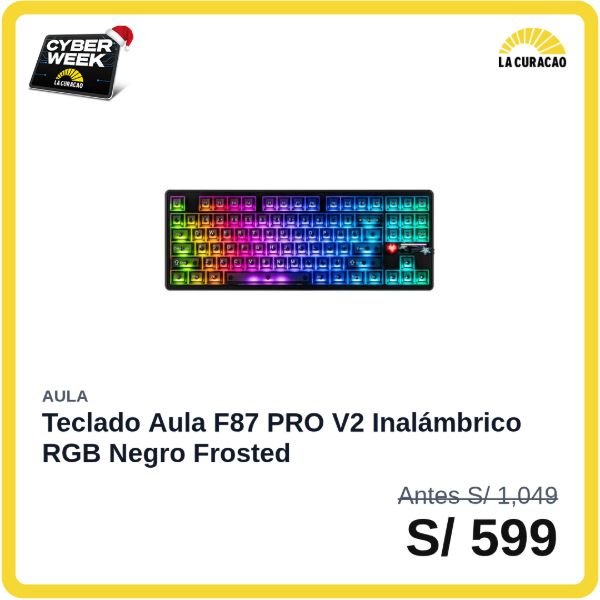 CYBER
WEEK
LA CURACAO
LA CURACAO
AULA
Teclado Aula F87 PRO V2 Inalámbrico
RGB Negro Frosted
Antes S/ 1,049
S/ 599